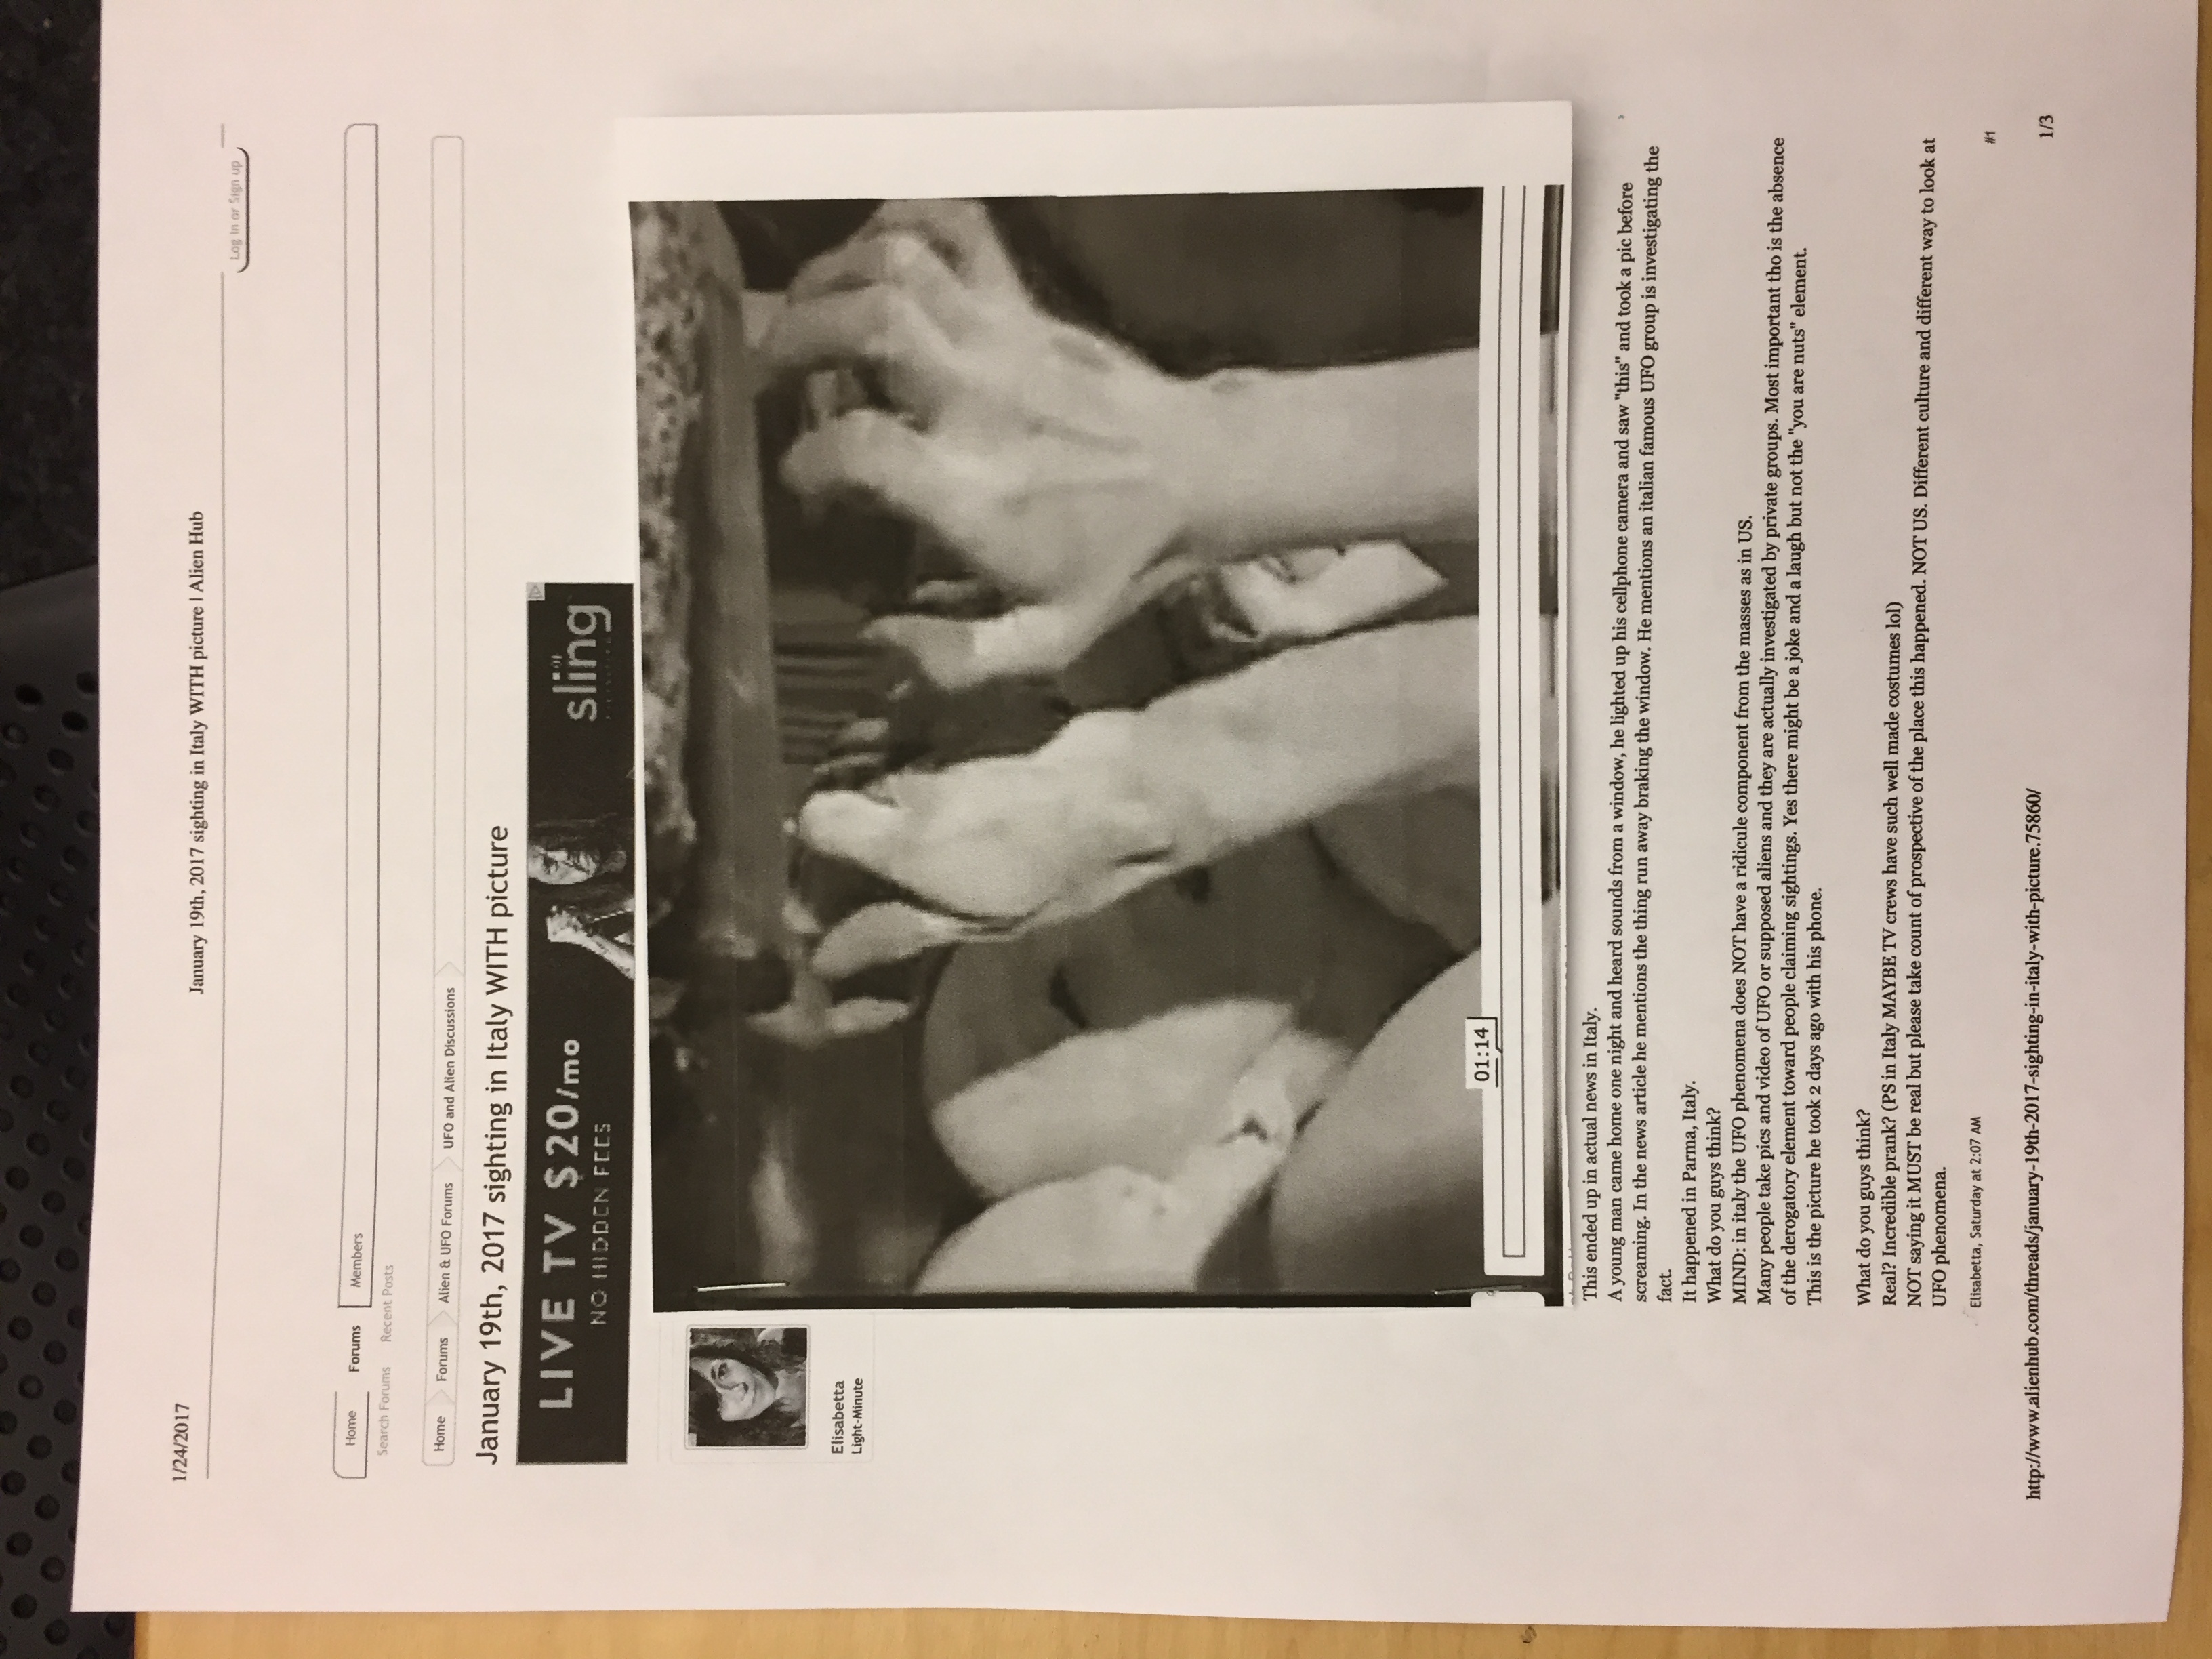 1/24/2017
January 19th, 2017 sighting in Italy WITH picture | Alien Hub
Log in or Sign up
Home
Forums
Members
Search Forums
Recent Posts
Home
Forums
Alien & UFO Forums
UFO and Alien Discussions
January 19th, 2017 sighting in Italy WITH picture
LIVE TV $20/mo
NO HIDDEN FEES
sling
Elisabetta
Light-Minute
01:14
This ended up in actual news in Italy.
A young man came home one night and heard sounds from a window, he lighted up his cellphone camera and saw "this" and took a pic before
screaming. In the news article he mentions the thing run away braking the window. He mentions an italian famous UFO group is investigating the
fact.
It happened in Parma, Italy.
What do you guys think?
MIND: in italy the UFO phenomena does NOT have a ridicule component from the masses as in US.
Many people take pics and video of UFO or supposed aliens and they are actually investigated by private groups. Most important tho is the absence
of the derogatory element toward people claiming sightings. Yes there might be a joke and a laugh but not the "you are nuts" element.
This is the picture he took 2 days ago with his phone.
What do you guys think?
Real? Incredible prank? (PS in Italy MAYBE TV crews have such well made costumes lol)
NOT saying it MUST be real but please take count of prospective of the place this happened. NOT US. Different culture and different way to look at
UFO phenomena.
Elisabetta, Saturday at 2:07 AM
#1
http://www.alienhub.com/threads/january-19th-2017-sighting-in-italy-with-picture.75860/
1/3